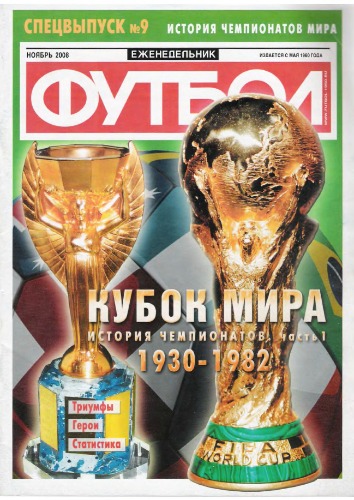 СПЕЦВЫПУСК №9
ИСТОРИЯ ЧЕМПИОНАТОВ МИРА
НОЯБРЬ 2008
ЕЖЕНЕДЕЛЬНИК
ИЗДАЕТСЯ С МАЯ 1960 ГОДА
ФУТБОЛ
КУБОК МИРА
ИСТОРИЯ ЧЕМПИОНАТОВ. часть 1
1930-1982
Триумфы
Герои
Статистика
FIFA
WORLD CUP